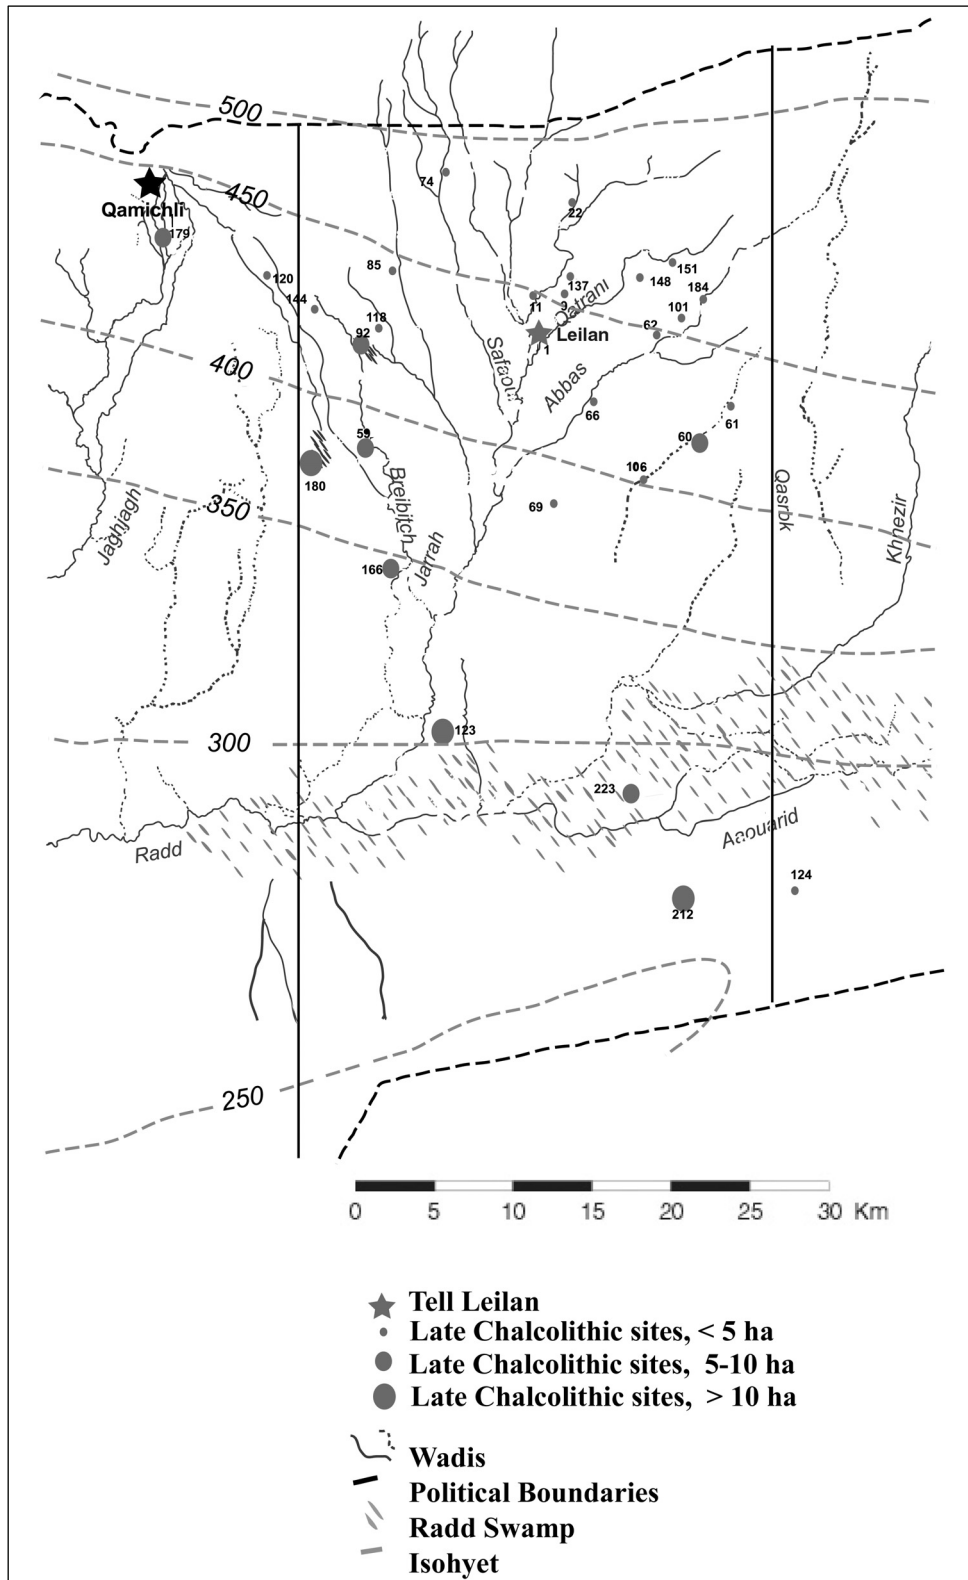 500
74
450
Qamichli
22
179
151
85
120
137
148
184
144
11
9
Qatrani
101
118
62
92
1
Leilan
Safaoui
400
Abbas
66
61
59
60
106
180
Breibitch
69
Qasrbk
350
Jaghjagh
Jarrah
Khnezir
166
300
123
223
Radd
Aaouarid
124
212
250
0 5 10 15 20 25 30 Km
Tell Leilan
Late Chalcolithic sites, < 5 ha
Late Chalcolithic sites, 5-10 ha
Late Chalcolithic sites, > 10 ha
Wadis
Political Boundaries
Radd Swamp
Isohyet